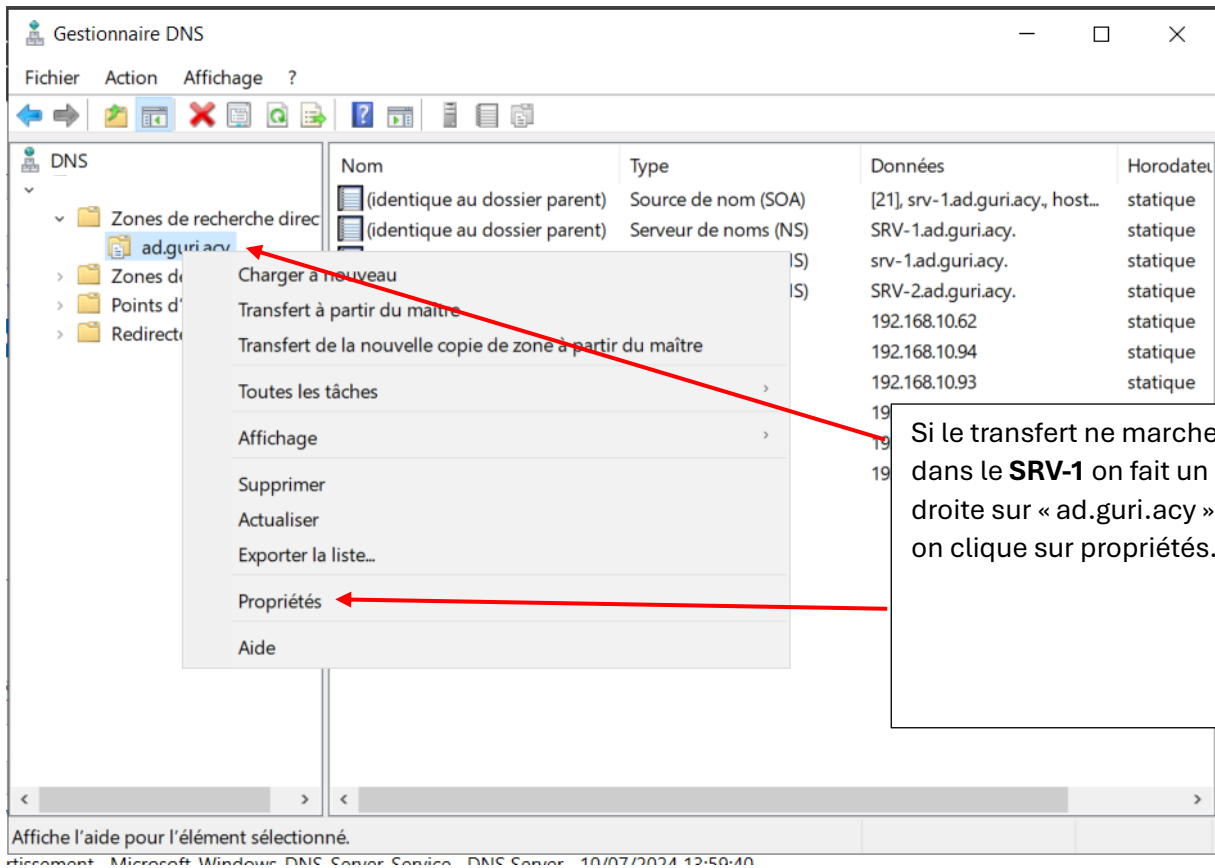 Gestionnaire DNS
Fichier Action Affichage ?
DNS
Zones de recherche direc
ad.guri.acy
Zones de
Points d'
Redirecte
Nom Type Données Horodateu
(identique au dossier parent) Source de nom (SOA) [21], srv-1.ad.guri.acy., host... statique
(identique au dossier parent) Serveur de noms (NS) SRV-1.ad.guri.acy. statique
IS) srv-1.ad.guri.acy. statique
IS) SRV-2.ad.guri.acy. statique
192.168.10.62 statique
192.168.10.94 statique
192.168.10.93 statique
19
19
19
Charger à nouveau
Transfert à partir du maître
Transfert de la nouvelle copie de zone à partir du maître
Toutes les tâches
Affichage
Supprimer
Actualiser
Exporter la liste...
Propriétés
Aide
Si le transfert ne marche
dans le SRV-1 on fait un
droite sur « ad.guri.acy »
on clique sur propriétés.
Affiche l'aide pour l'élément sélectionné.
rtissement Microsoft-Windows-DNS-Server-Service DNS Server 10/07/2024 13:59:40